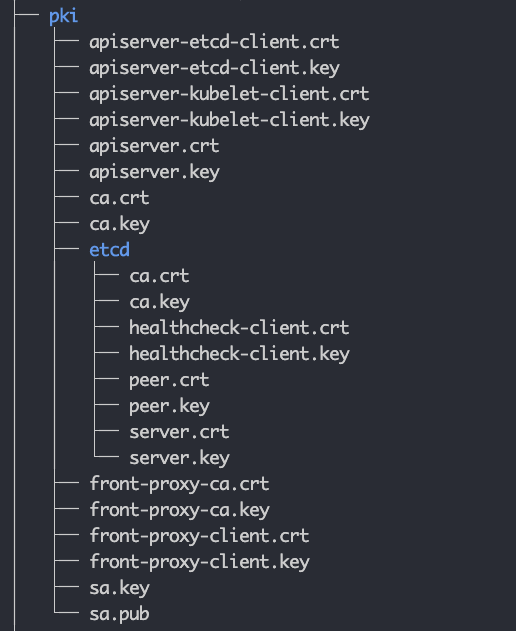 pki
apiserver-etcd-client.crt
apiserver-etcd-client.key
apiserver-kubelet-client.crt
apiserver-kubelet-client.key
apiserver.crt
apiserver.key
ca.crt
ca.key
etcd
ca.crt
ca.key
healthcheck-client.crt
healthcheck-client.key
peer.crt
peer.key
server.crt
server.key
front-proxy-ca.crt
front-proxy-ca.key
front-proxy-client.crt
front-proxy-client.key
sa.key
sa.pub